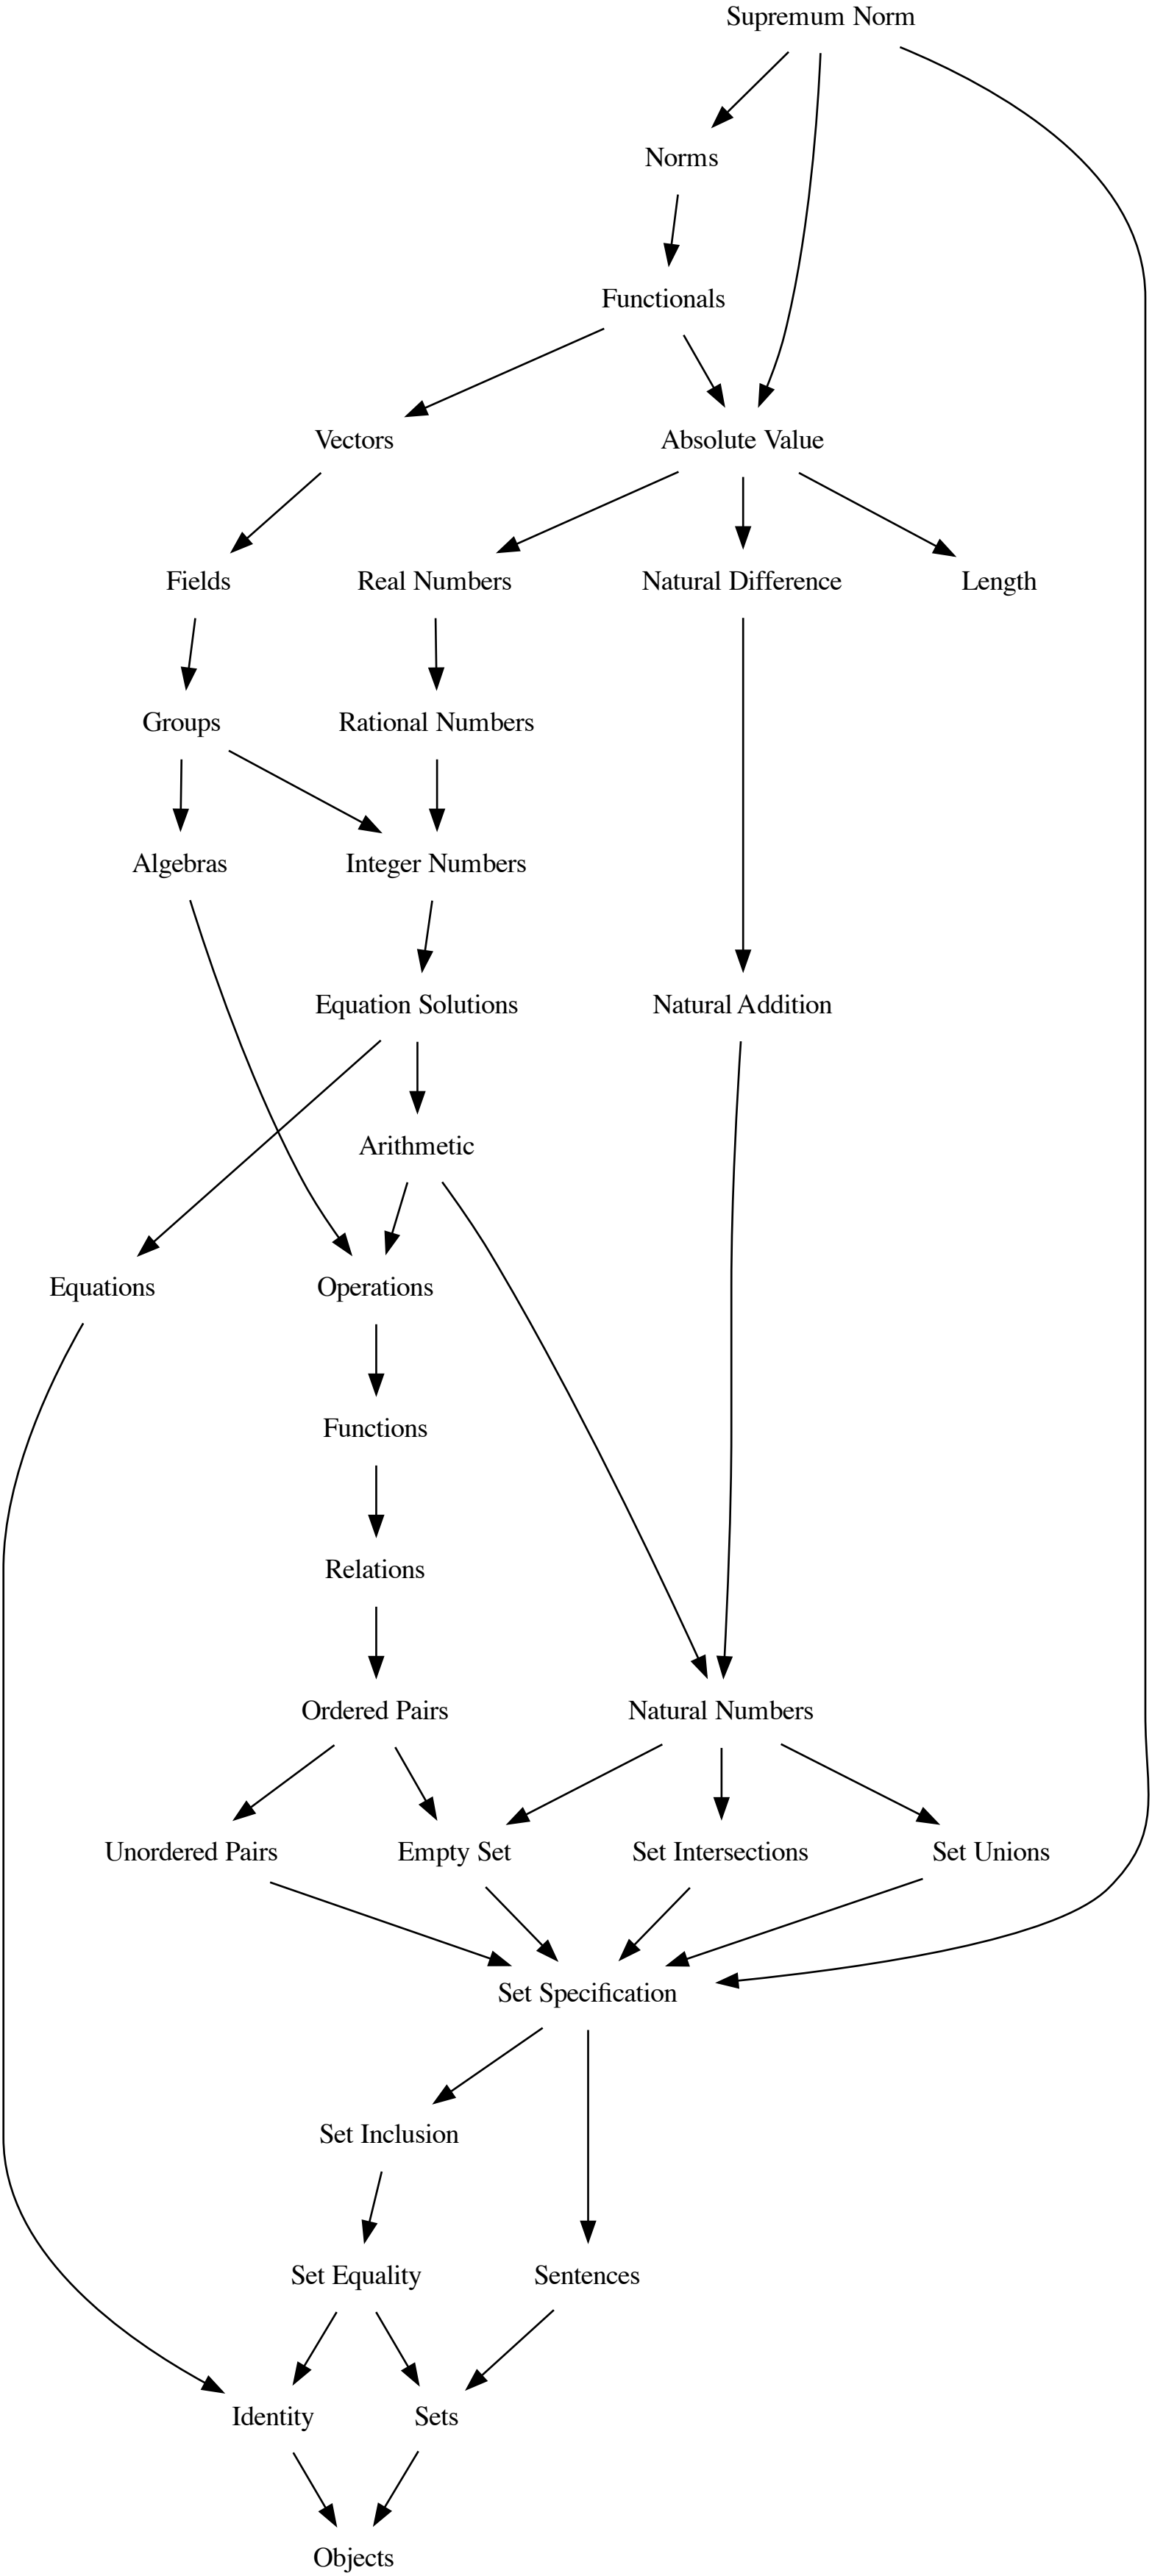 Supremum Norm
Norms
Functionals
Vectors
Absolute Value
Fields
Real Numbers
Natural Difference
Length
Groups
Rational Numbers
Algebras
Integer Numbers
Equation Solutions
Natural Addition
Arithmetic
Equations
Operations
Functions
Relations
Ordered Pairs
Natural Numbers
Unordered Pairs
Empty Set
Set Intersections
Set Unions
Set Specification
Set Inclusion
Set Equality
Sentences
Identity
Sets
Objects